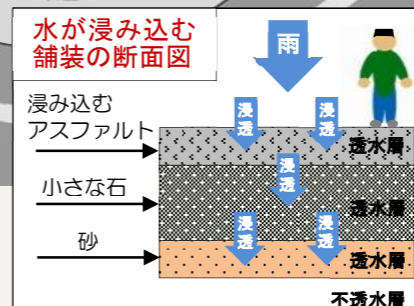 水が浸み込む
舗装の断面図
雨
浸み込む
アスファルト
浸透
浸透
透水層
浸透
小さな石
透水層
浸透
浸透
砂
透水層
不透水層